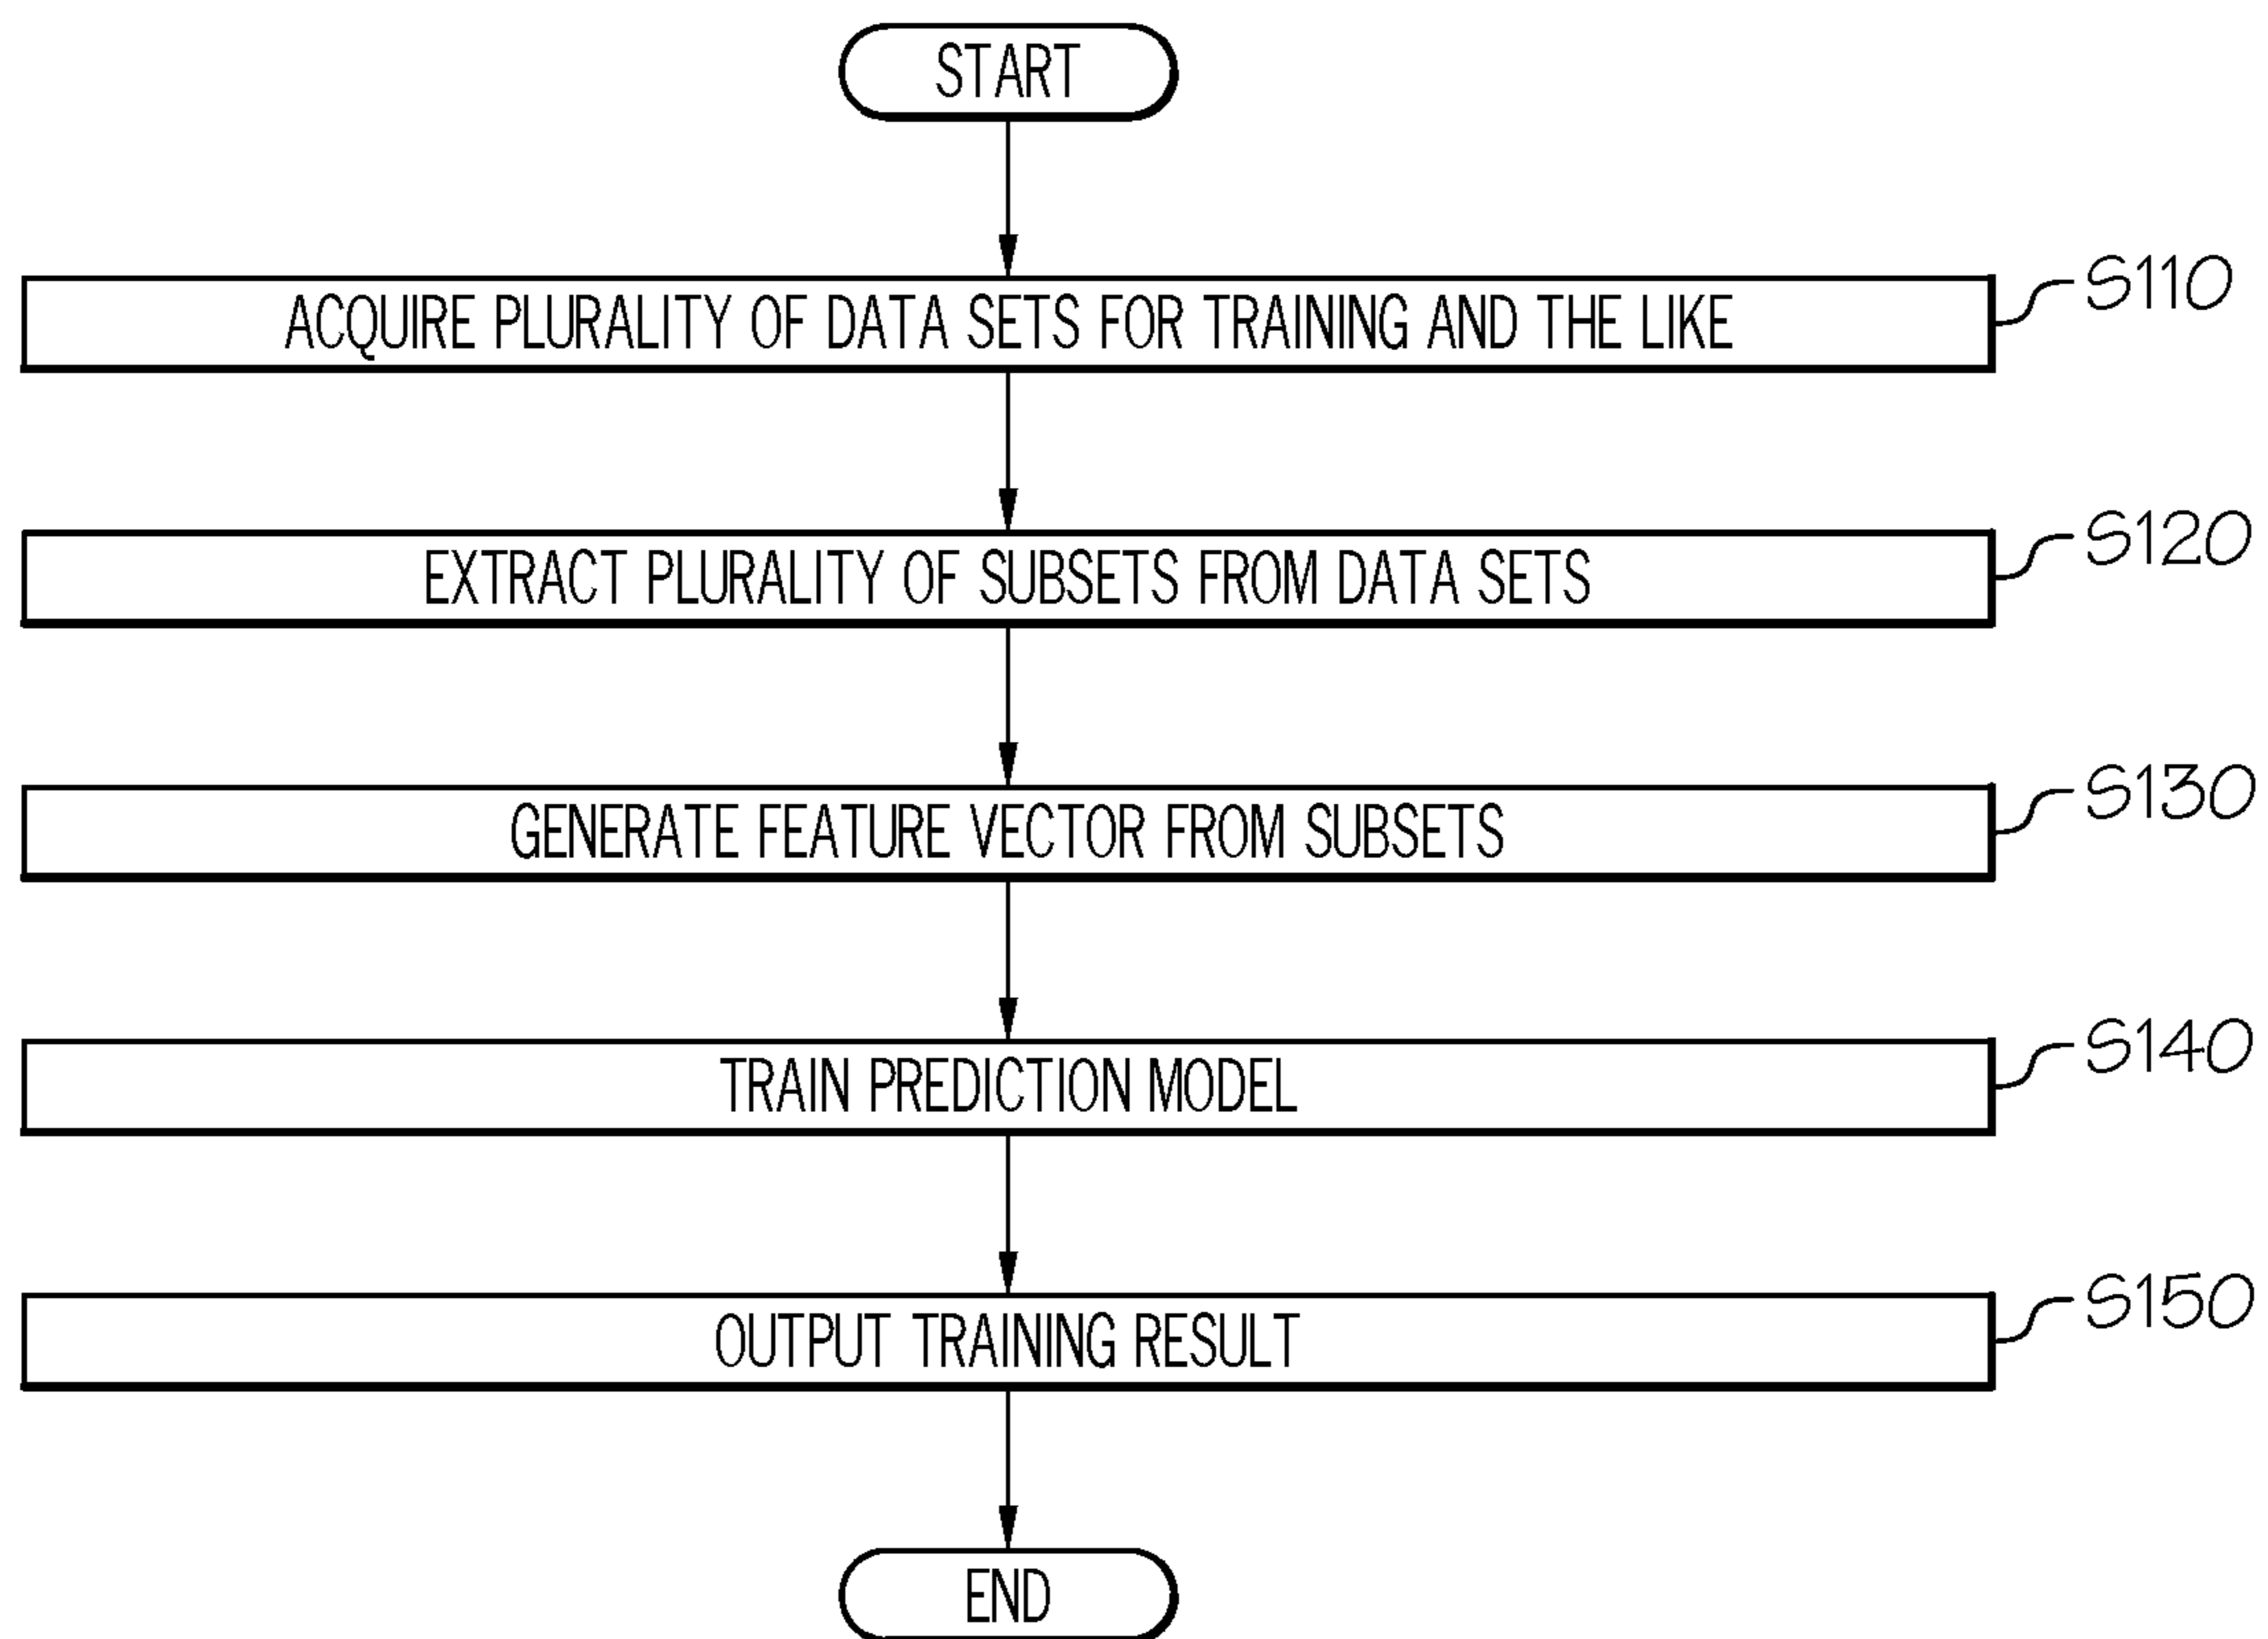 START
ACQUIRE PLURALITY OF DATA SETS FOR TRAINING AND THE LIKE
S110
EXTRACT PLURALITY OF SUBSETS FROM DATA SETS
S120
GENERATE FEATURE VECTOR FROM SUBSETS
S130
TRAIN PREDICTION MODEL
S140
OUTPUT TRAINING RESULT
S150
END